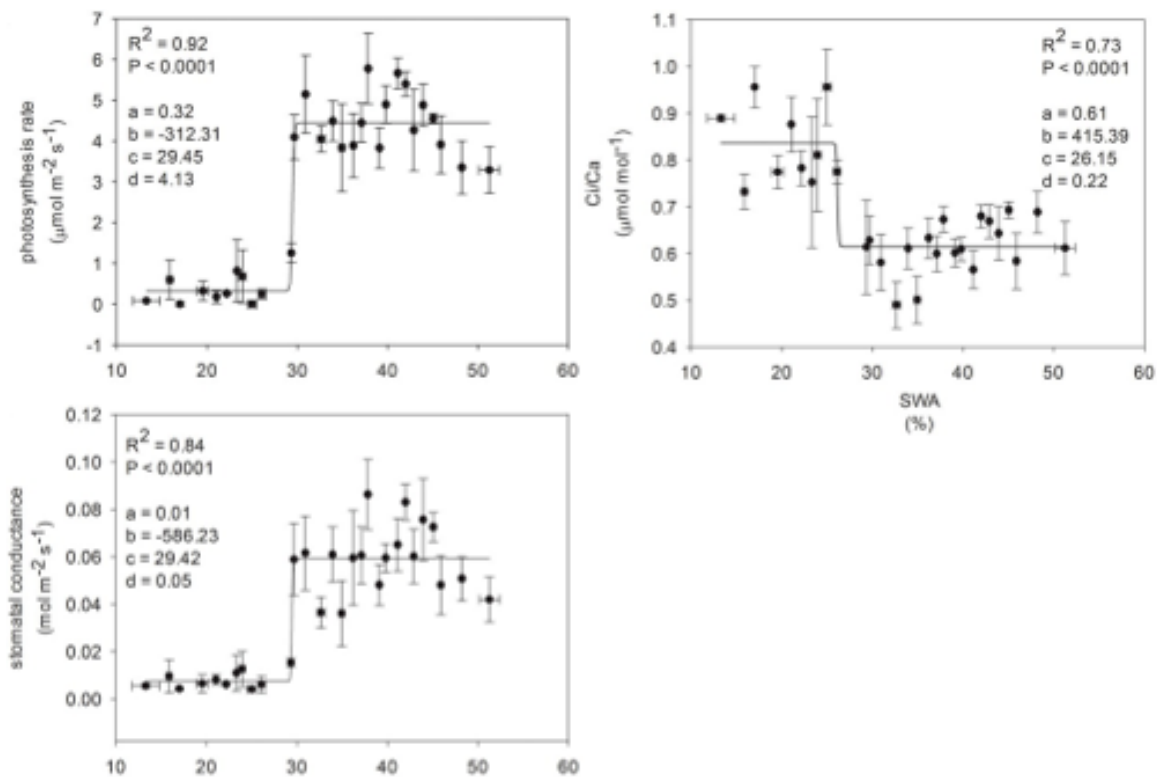 photosynthesis rate
(μmol m⁻² s⁻¹)
7
6
5
4
3
2
1
0
-1
R² = 0.92
P < 0.0001
a = 0.32
b = -312.31
c = 29.45
d = 4.13
10 20 30 40 50 60
Ci/Ca
(μmol mol⁻¹)
1.1
1.0
0.9
0.8
0.7
0.6
0.5
0.4
R² = 0.73
P < 0.0001
a = 0.61
b = 415.39
c = 26.15
d = 0.22
10 20 30 40 50 60
SWA
(%)
stomatal conductance
(mol m⁻² s⁻¹)
0.12
0.10
0.08
0.06
0.04
0.02
0.00
R² = 0.84
P < 0.0001
a = 0.01
b = -586.23
c = 29.42
d = 0.05
10 20 30 40 50 60